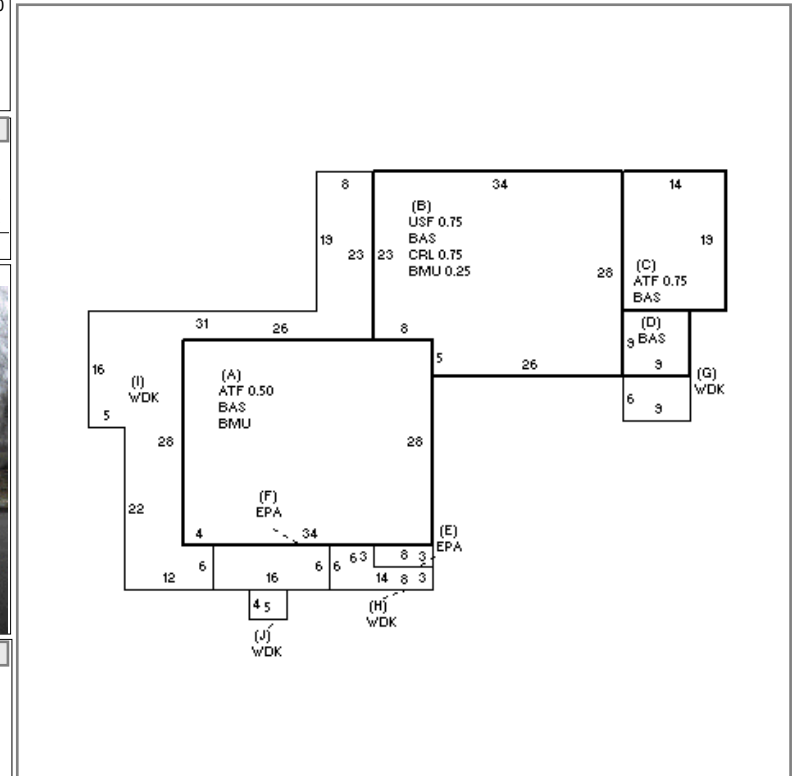 8
34
14
(B)
USF 0.75
BAS
CRL 0.75
BMU 0.25
19
23
23
19
28
(C)
ATF 0.75
BAS
31
26
8
(D)
BAS
9
9
5
26
16
(I)
WDK
(A)
ATF 0.50
BAS
BMU
(G)
WDK
6
9
5
28
28
22
(F)
EPA
4
34
(E)
EPA
6
6
6
6 3
8
3
12
16
14
8
3
4 5
(H)
WDK
(J)
WDK